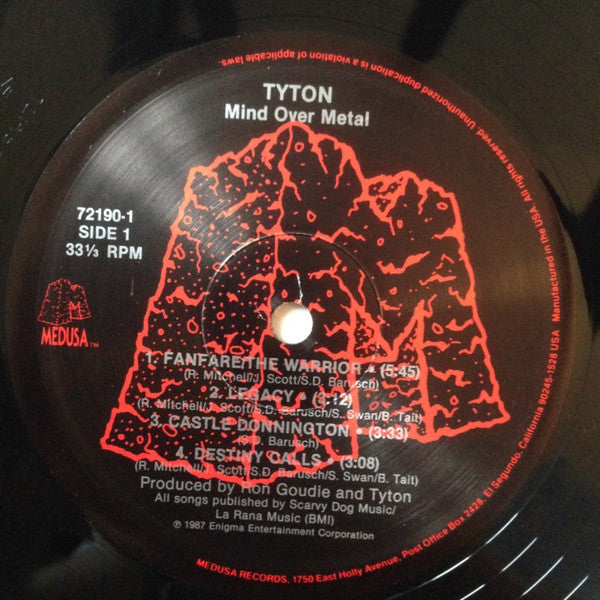 TYTON
Mind Over Metal
72190-1
SIDE 1
33⅓ RPM
MEDUSA™
1. FANFARE/THE WARRIOR • (5:45)
(R. Mitchell/J. Scott/S.D. Barusch)
2. LEGACY • (5:12)
(R. Mitchell/J. Scott/S.D. Barusch/S. Swan/B. Tait)
3. CASTLE DONNINGTON • (3:33)
(S.D. Barusch)
4. DESTINY CALLS • (3:08)
(R. Mitchell/J. Scott/S.D. Barusch/S. Swan/B. Tait)
Produced by Ron Goudie and Tyton
All songs published by Scarvy Dog Music/
La Rana Music (BMI)
℗ 1987 Enigma Entertainment Corporation
MEDUSA RECORDS, 1750 East Holly Avenue, Post Office Box 2428, El Segundo, California 90245-1528 USA Manufactured in the USA. All rights reserved. Unauthorized duplication is a violation of applicable laws.